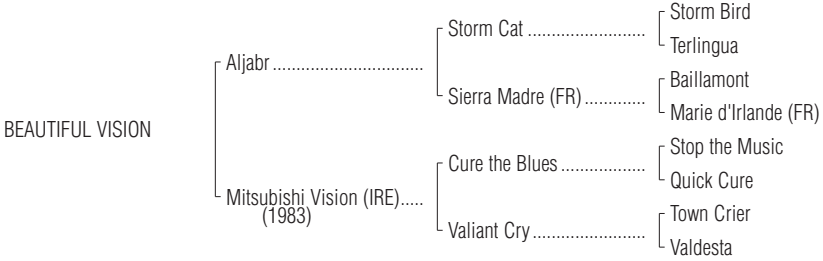 Storm Bird
Storm Cat ........................
Terlingua
Aljabr ...............................
Baillamont
Sierra Madre (FR) .............
Marie d'Irlande (FR)
BEAUTIFUL VISION
Stop the Music
Cure the Blues .................
Quick Cure
Mitsubishi Vision (IRE).....
(1983)
Town Crier
Valiant Cry .......................
Valdesta